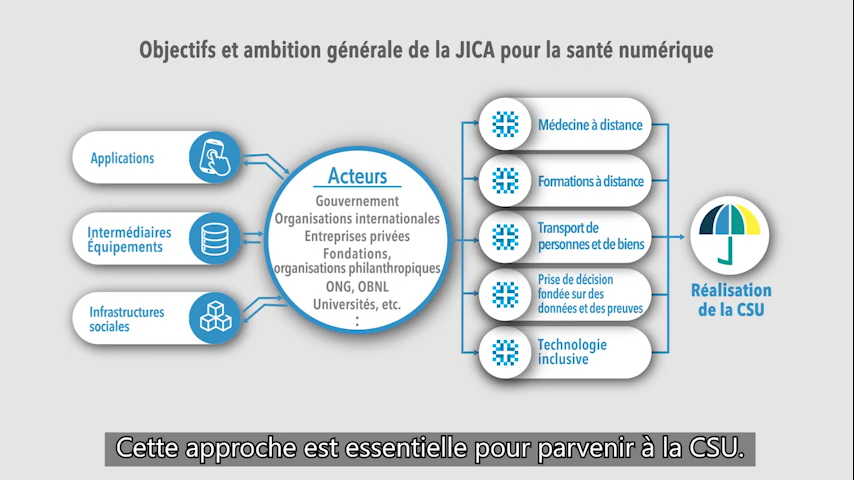 Objectifs et ambition générale de la JICA pour la santé numérique
Applications
Intermédiaires
Équipements
Infrastructures
sociales
Acteurs
Gouvernement
Organisations internationales
Entreprises privées
Fondations,
organisations philanthropiques
ONG, OBNL
Universités, etc.
:
Médecine à distance
Formations à distance
Transport de
personnes et de biens
Prise de décision
fondée sur des
données et des preuves
Technologie
inclusive
Réalisation
de la CSU
Cette approche est essentielle pour parvenir à la CSU.